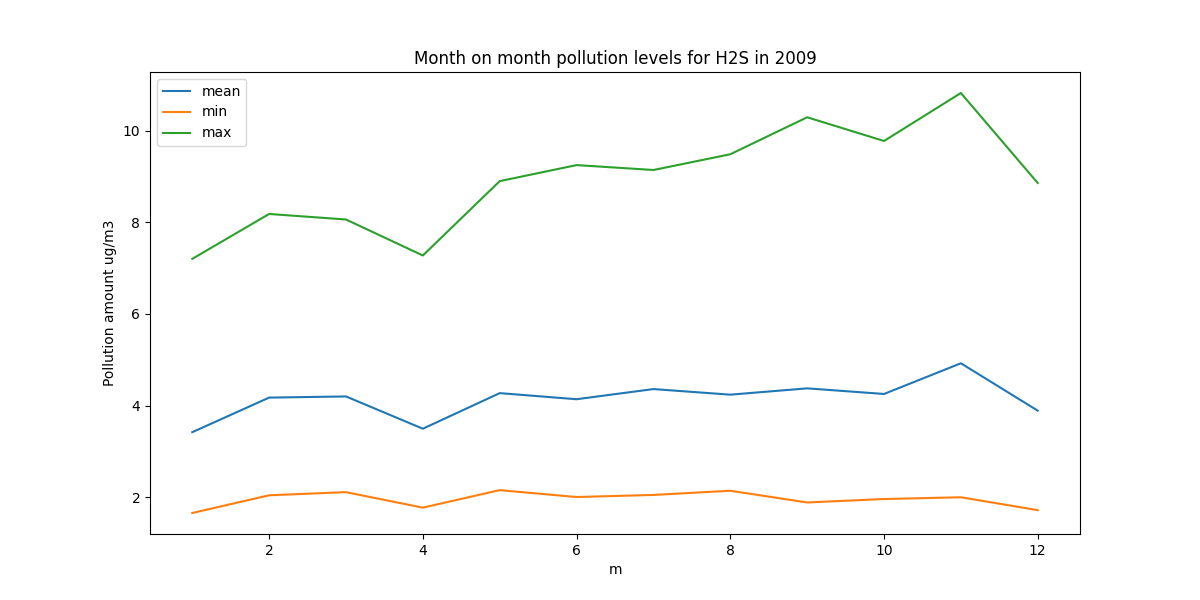 Month on month pollution levels for H2S in 2009
mean
min
max
Pollution amount ug/m3
10
8
6
4
2
2 4 6 8 10 12
m